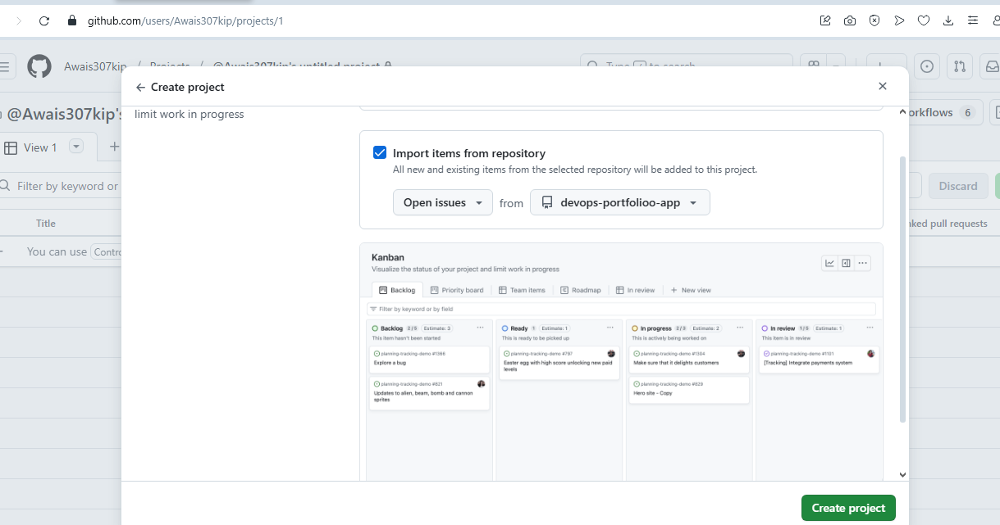 github.com/users/Awais307kip/projects/1
Awais307kip / Projects / @Awais307kip's untitled project
Type / to search
Create project
@Awais307kip's
limit work in progress
orkflows 6
View 1
Import items from repository
All new and existing items from the selected repository will be added to this project.
Filter by keyword or
Discard
Open issues from devops-portfolioo-app
Title
nked pull requests
You can use Contro
Kanban
Visualize the status of your project and limit work in progress
Backlog Priority board Team items Roadmap In review + New view
Filter by keyword or by field
Backlog 2/5 Estimate: 3 ... Ready 1 Estimate: 1 ... In progress 2/3 Estimate: 2 ... In review 1/5 Estimate: 1 ...
This item hasn't been started This is ready to be picked up This is actively being worked on This item is in review
planning-tracking-demo #1366 planning-tracking-demo #797 planning-tracking-demo #1304 planning-tracking-demo #1101
Explore a bug Easter egg with high score unlocking new paid levels Make sure that it delights customers [Tracking] Integrate payments system
planning-tracking-demo #821 planning-tracking-demo #829
Updates to alien, beam, bomb and cannon sprites Hero site - Copy
Create project